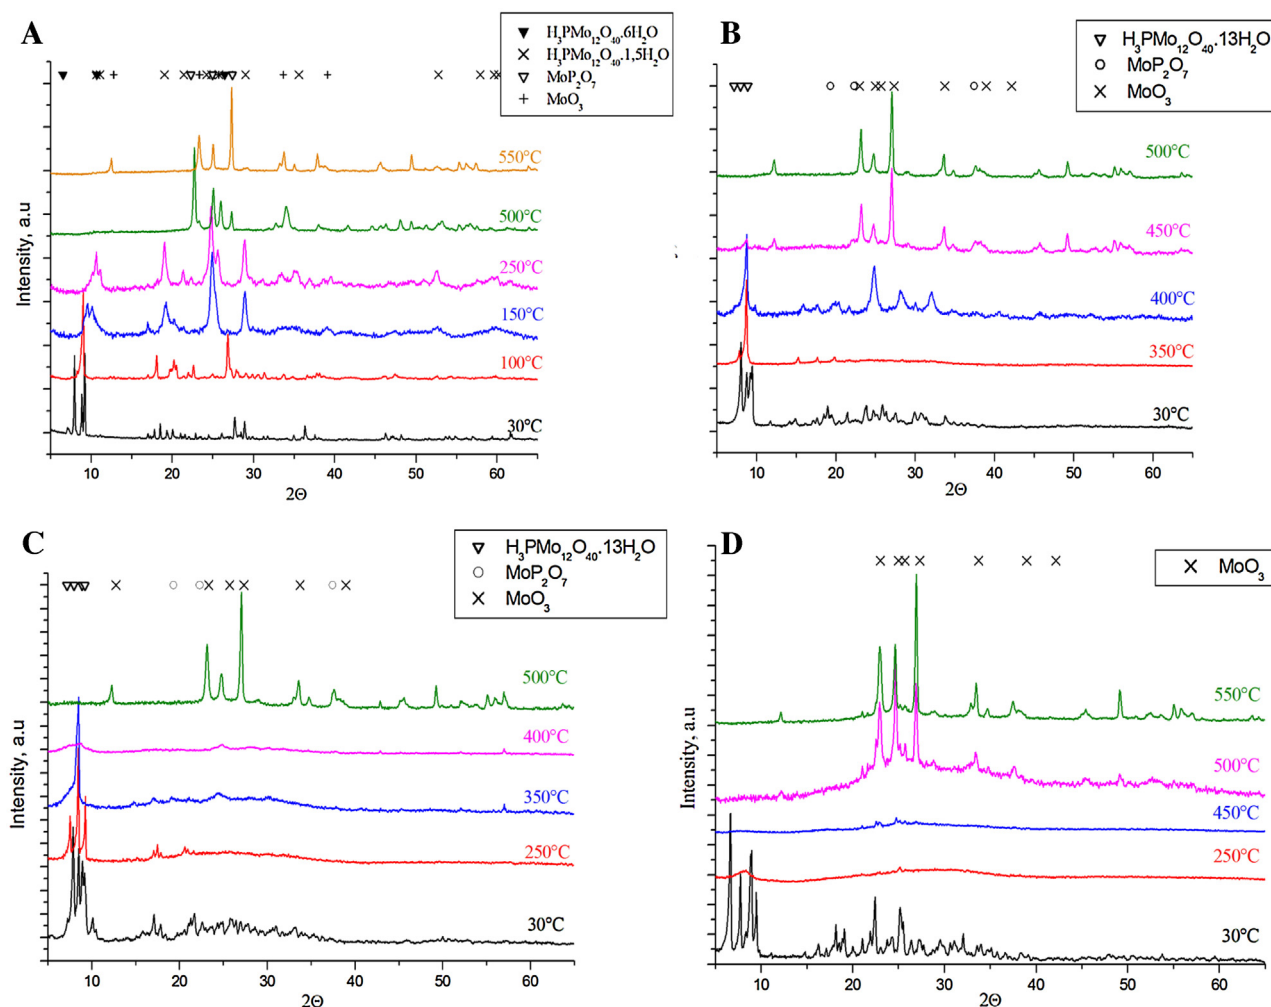 A
▼ H₃PMo₁₂O₄₀.6H₂O
× H₃PMo₁₂O₄₀.1,5H₂O
▽ MoP₂O₇
+ MoO₃
550°C
500°C
250°C
150°C
100°C
30°C
Intensity, a.u
10 20 30 40 50 60
2Θ
B
▽ H₃PMo₁₂O₄₀.13H₂O
○ MoP₂O₇
× MoO₃
500°C
450°C
400°C
350°C
30°C
10 20 30 40 50 60
2Θ
C
▽ H₃PMo₁₂O₄₀.13H₂O
○ MoP₂O₇
× MoO₃
500°C
400°C
350°C
250°C
30°C
Intensity, a.u
10 20 30 40 50 60
2Θ
D
× MoO₃
550°C
500°C
450°C
250°C
30°C
Intensity, a.u
10 20 30 40 50 60
2Θ